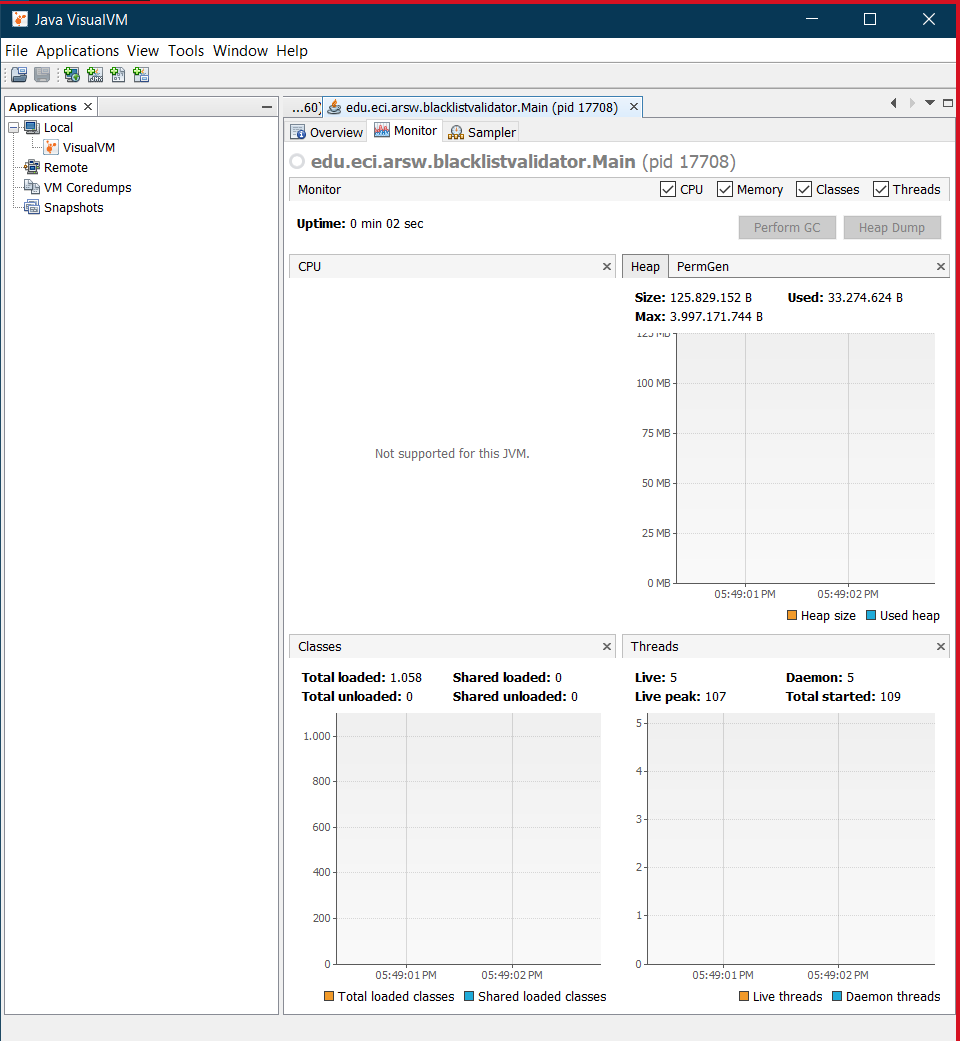 Java VisualVM
File Applications View Tools Window Help
Applications
Local
VisualVM
Remote
VM Coredumps
Snapshots
...60)
edu.eci.arsw.blacklistvalidator.Main (pid 17708)
Overview
Monitor
Sampler
edu.eci.arsw.blacklistvalidator.Main (pid 17708)
Monitor
CPU Memory Classes Threads
Uptime: 0 min 02 sec
Perform GC Heap Dump
CPU
Not supported for this JVM.
Heap PermGen
Size: 125.829.152 B Used: 33.274.624 B
Max: 3.997.171.744 B
125 MB
100 MB
75 MB
50 MB
25 MB
0 MB
05:49:01 PM 05:49:02 PM
Heap size Used heap
Classes
Total loaded: 1.058 Shared loaded: 0
Total unloaded: 0 Shared unloaded: 0
1.000
800
600
400
200
0
05:49:01 PM 05:49:02 PM
Total loaded classes Shared loaded classes
Threads
Live: 5 Daemon: 5
Live peak: 107 Total started: 109
5
4
3
2
1
0
05:49:01 PM 05:49:02 PM
Live threads Daemon threads